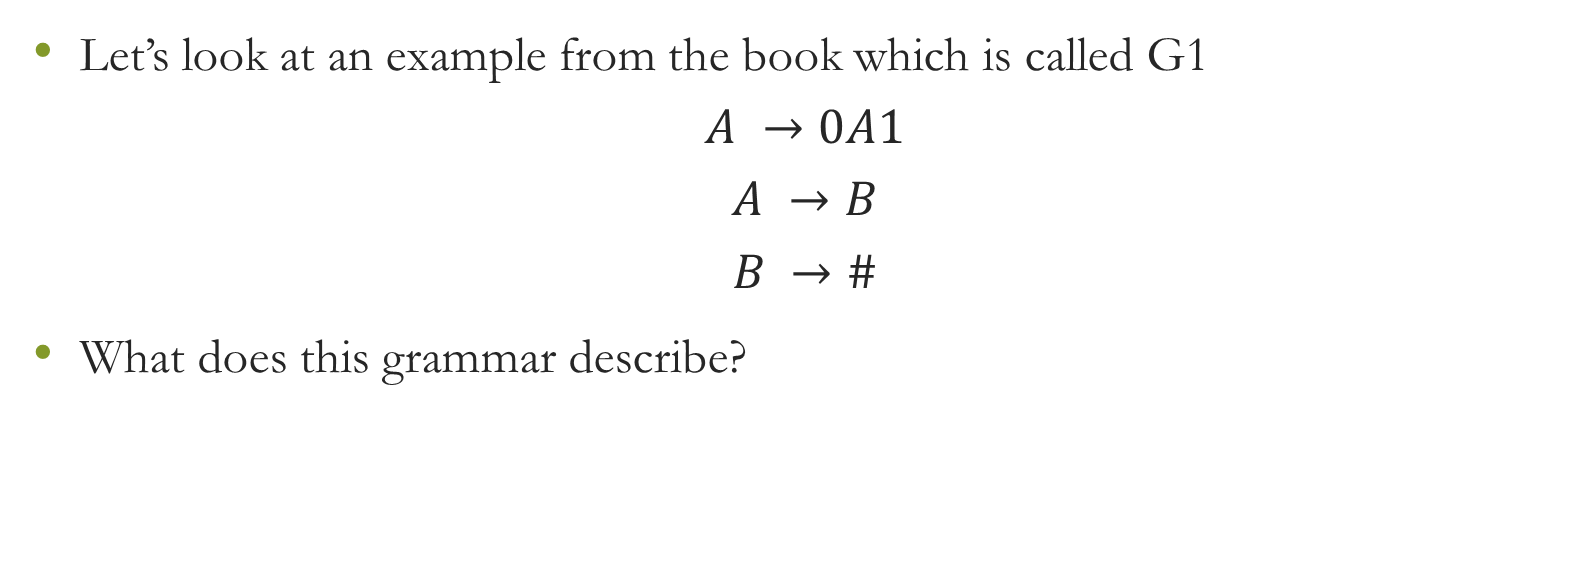 • Let’s look at an example from the book which is called G1
A → 0A1
A → B
B → #
• What does this grammar describe?